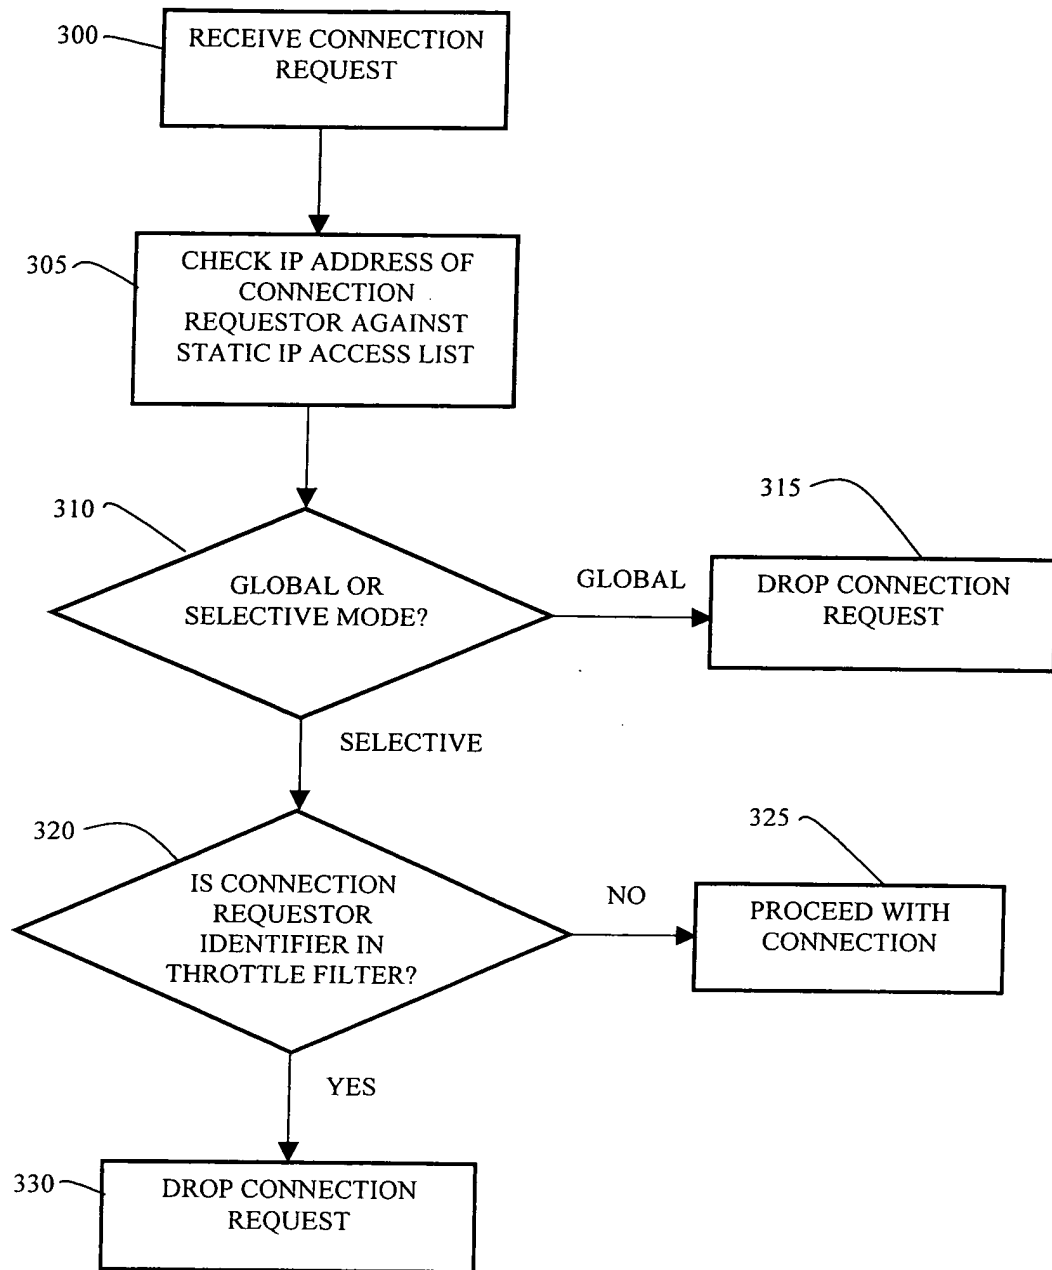 300
RECEIVE CONNECTION
REQUEST
305
CHECK IP ADDRESS OF
CONNECTION
REQUESTOR AGAINST
STATIC IP ACCESS LIST
310
GLOBAL OR
SELECTIVE MODE?
GLOBAL
315
DROP CONNECTION
REQUEST
SELECTIVE
320
IS CONNECTION
REQUESTOR
IDENTIFIER IN
THROTTLE FILTER?
NO
325
PROCEED WITH
CONNECTION
YES
330
DROP CONNECTION
REQUEST